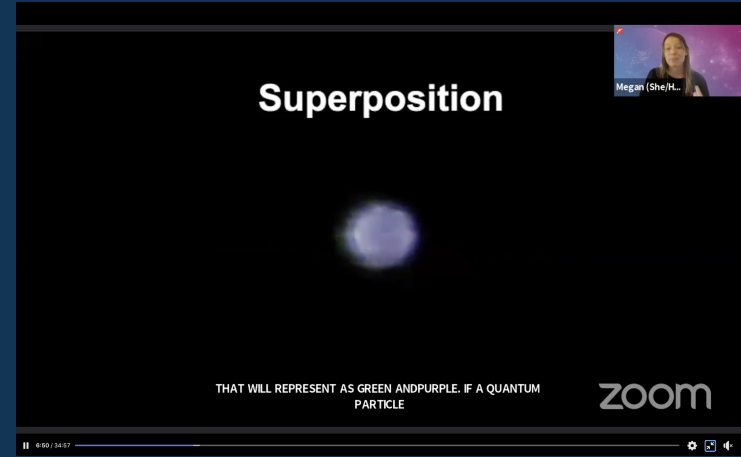 Megan (She/H...
Superposition
THAT WILL REPRESENT AS GREEN ANDPURPLE. IF A QUANTUM
PARTICLE
zoom
6:50 / 34:57